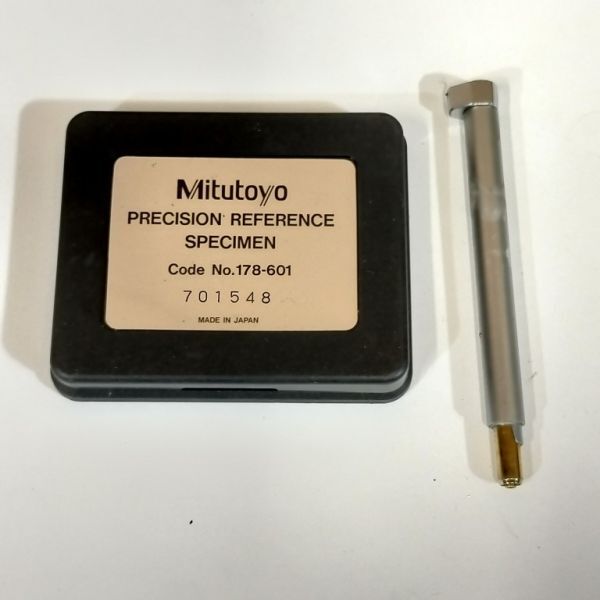 Mitutoyo
PRECISION REFERENCE
SPECIMEN
Code No.178-601
701548
MADE IN JAPAN